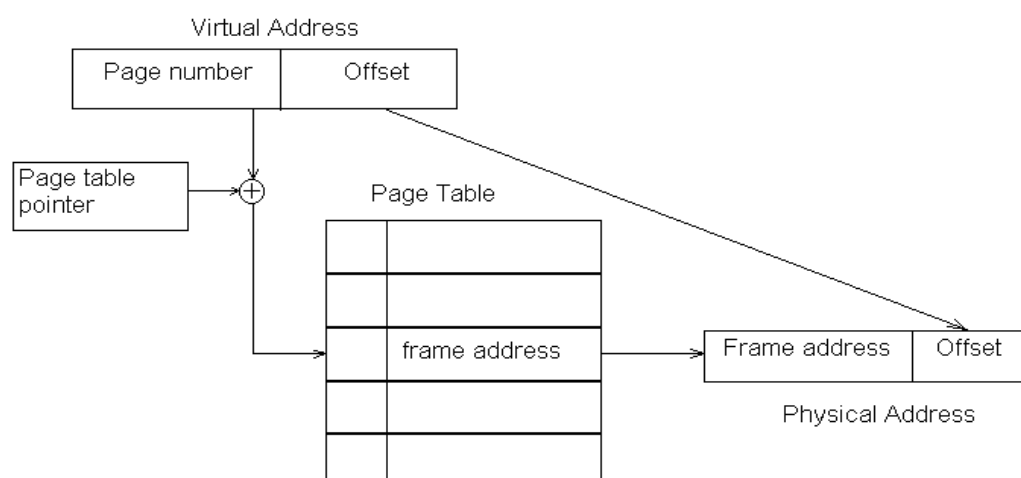 Virtual Address
Page number
Offset
Page table
pointer
Page Table
frame address
Frame address
Offset
Physical Address